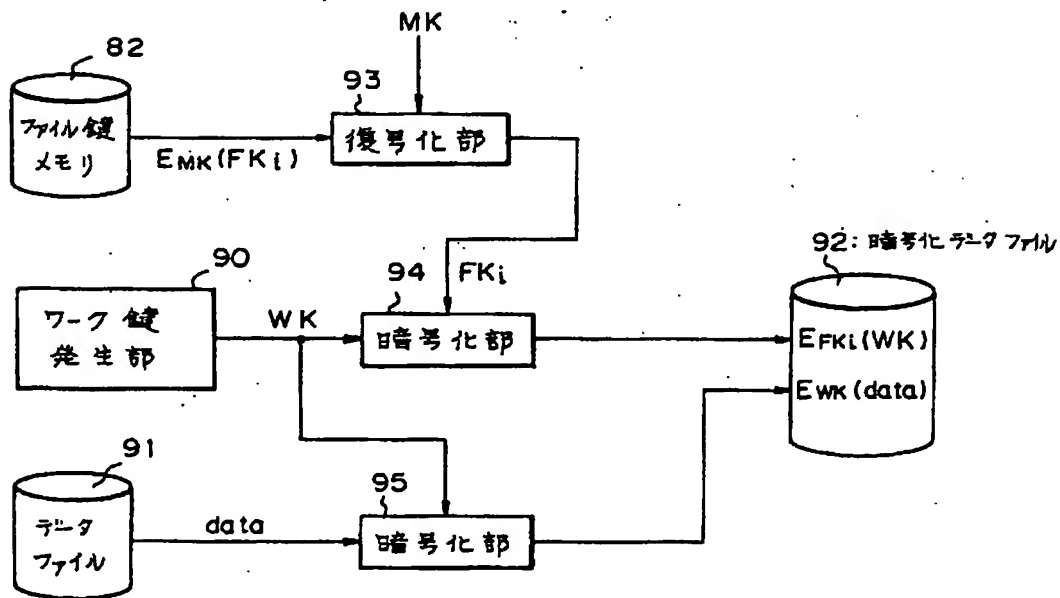 MK
82
ファイル鍵
メモリ
EMK(FKi)
93
復号化部
90
ワーク鍵
発生部
WK
94
FKi
暗号化部
92:暗号化データファイル
EFKi(WK)
EWK(data)
91
データ
ファイル
data
95
暗号化部